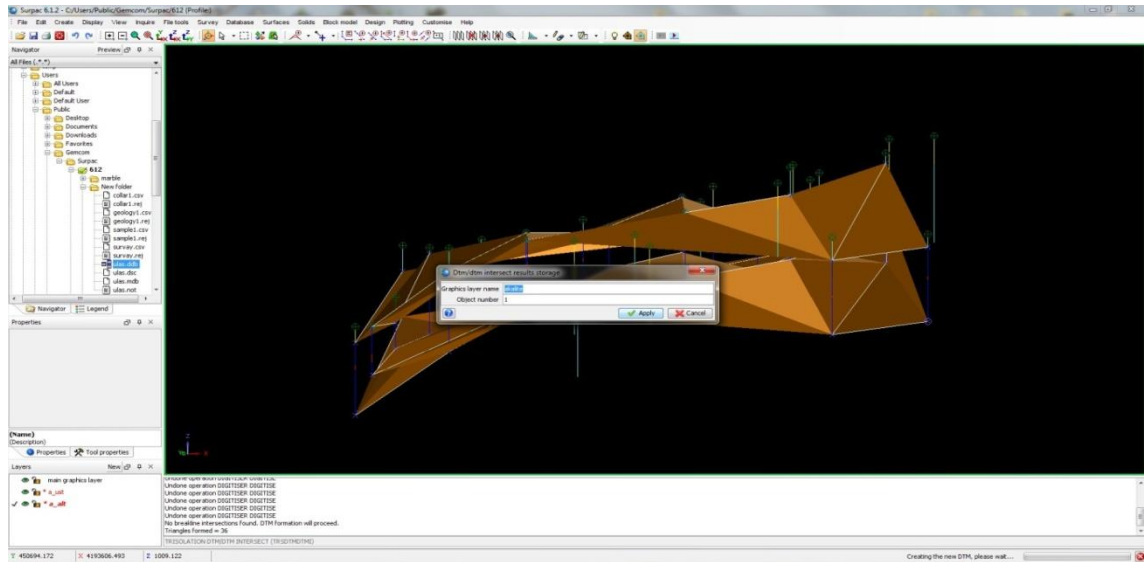 Surpac 6.1.2 - C:/Users/Public/Gemcom/Surpac/612 (Profile)
File Edit Create Display View Inquire File tools Survey Database Surfaces Solids Block model Design Plotting Customise Help
Navigator
Preview
All Files (*.*)
Users
All Users
Default
Default User
Public
Desktop
Documents
Downloads
Favorites
Gemcom
Surpac
612
marble
New folder
collar1.csv
collar1.rej
geology1.csv
geology1.rej
sample1.csv
sample1.rej
survay.csv
survay.rej
ulas.ddb
ulas.dsc
ulas.mdb
ulas.not
Navigator Legend
Properties
(Name)
(Description)
Properties Tool properties
Layers
New
main graphics layer
* a_ust
* a_alt
Dtm/dtm intersect results storage
Graphics layer name
Object number 1
Apply Cancel
Z
X
Undone operation DIGITISER DIGITISE
Undone operation DIGITISER DIGITISE
Undone operation DIGITISER DIGITISE
Undone operation DIGITISER DIGITISE
Undone operation DIGITISER DIGITISE
No breakline intersections found. DTM formation will proceed.
Triangles formed = 36
TRISOLATION DTM/DTM INTERSECT (TRSDTMDTME)
Y 450694.172 X 4193606.493 Z 1009.122
Creating the new DTM, please wait...